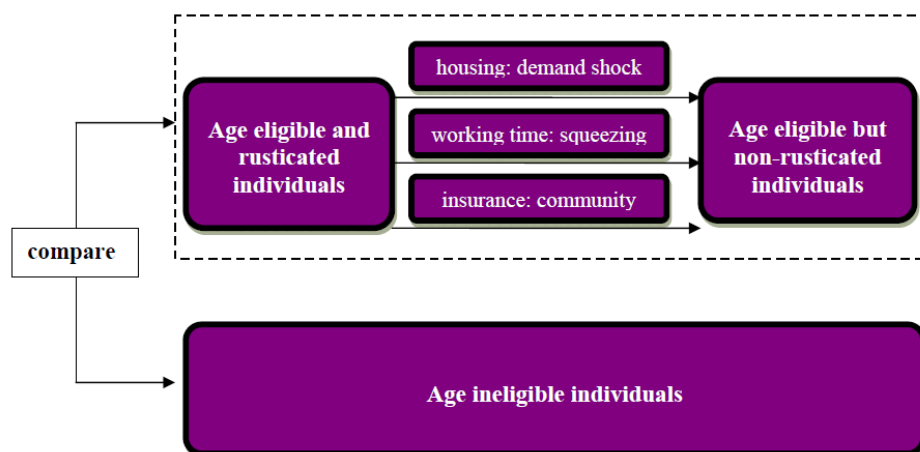 housing: demand shock
Age eligible and
rusticated
individuals
working time: squeezing
Age eligible but
non-rusticated
individuals
insurance: community
compare
Age ineligible individuals